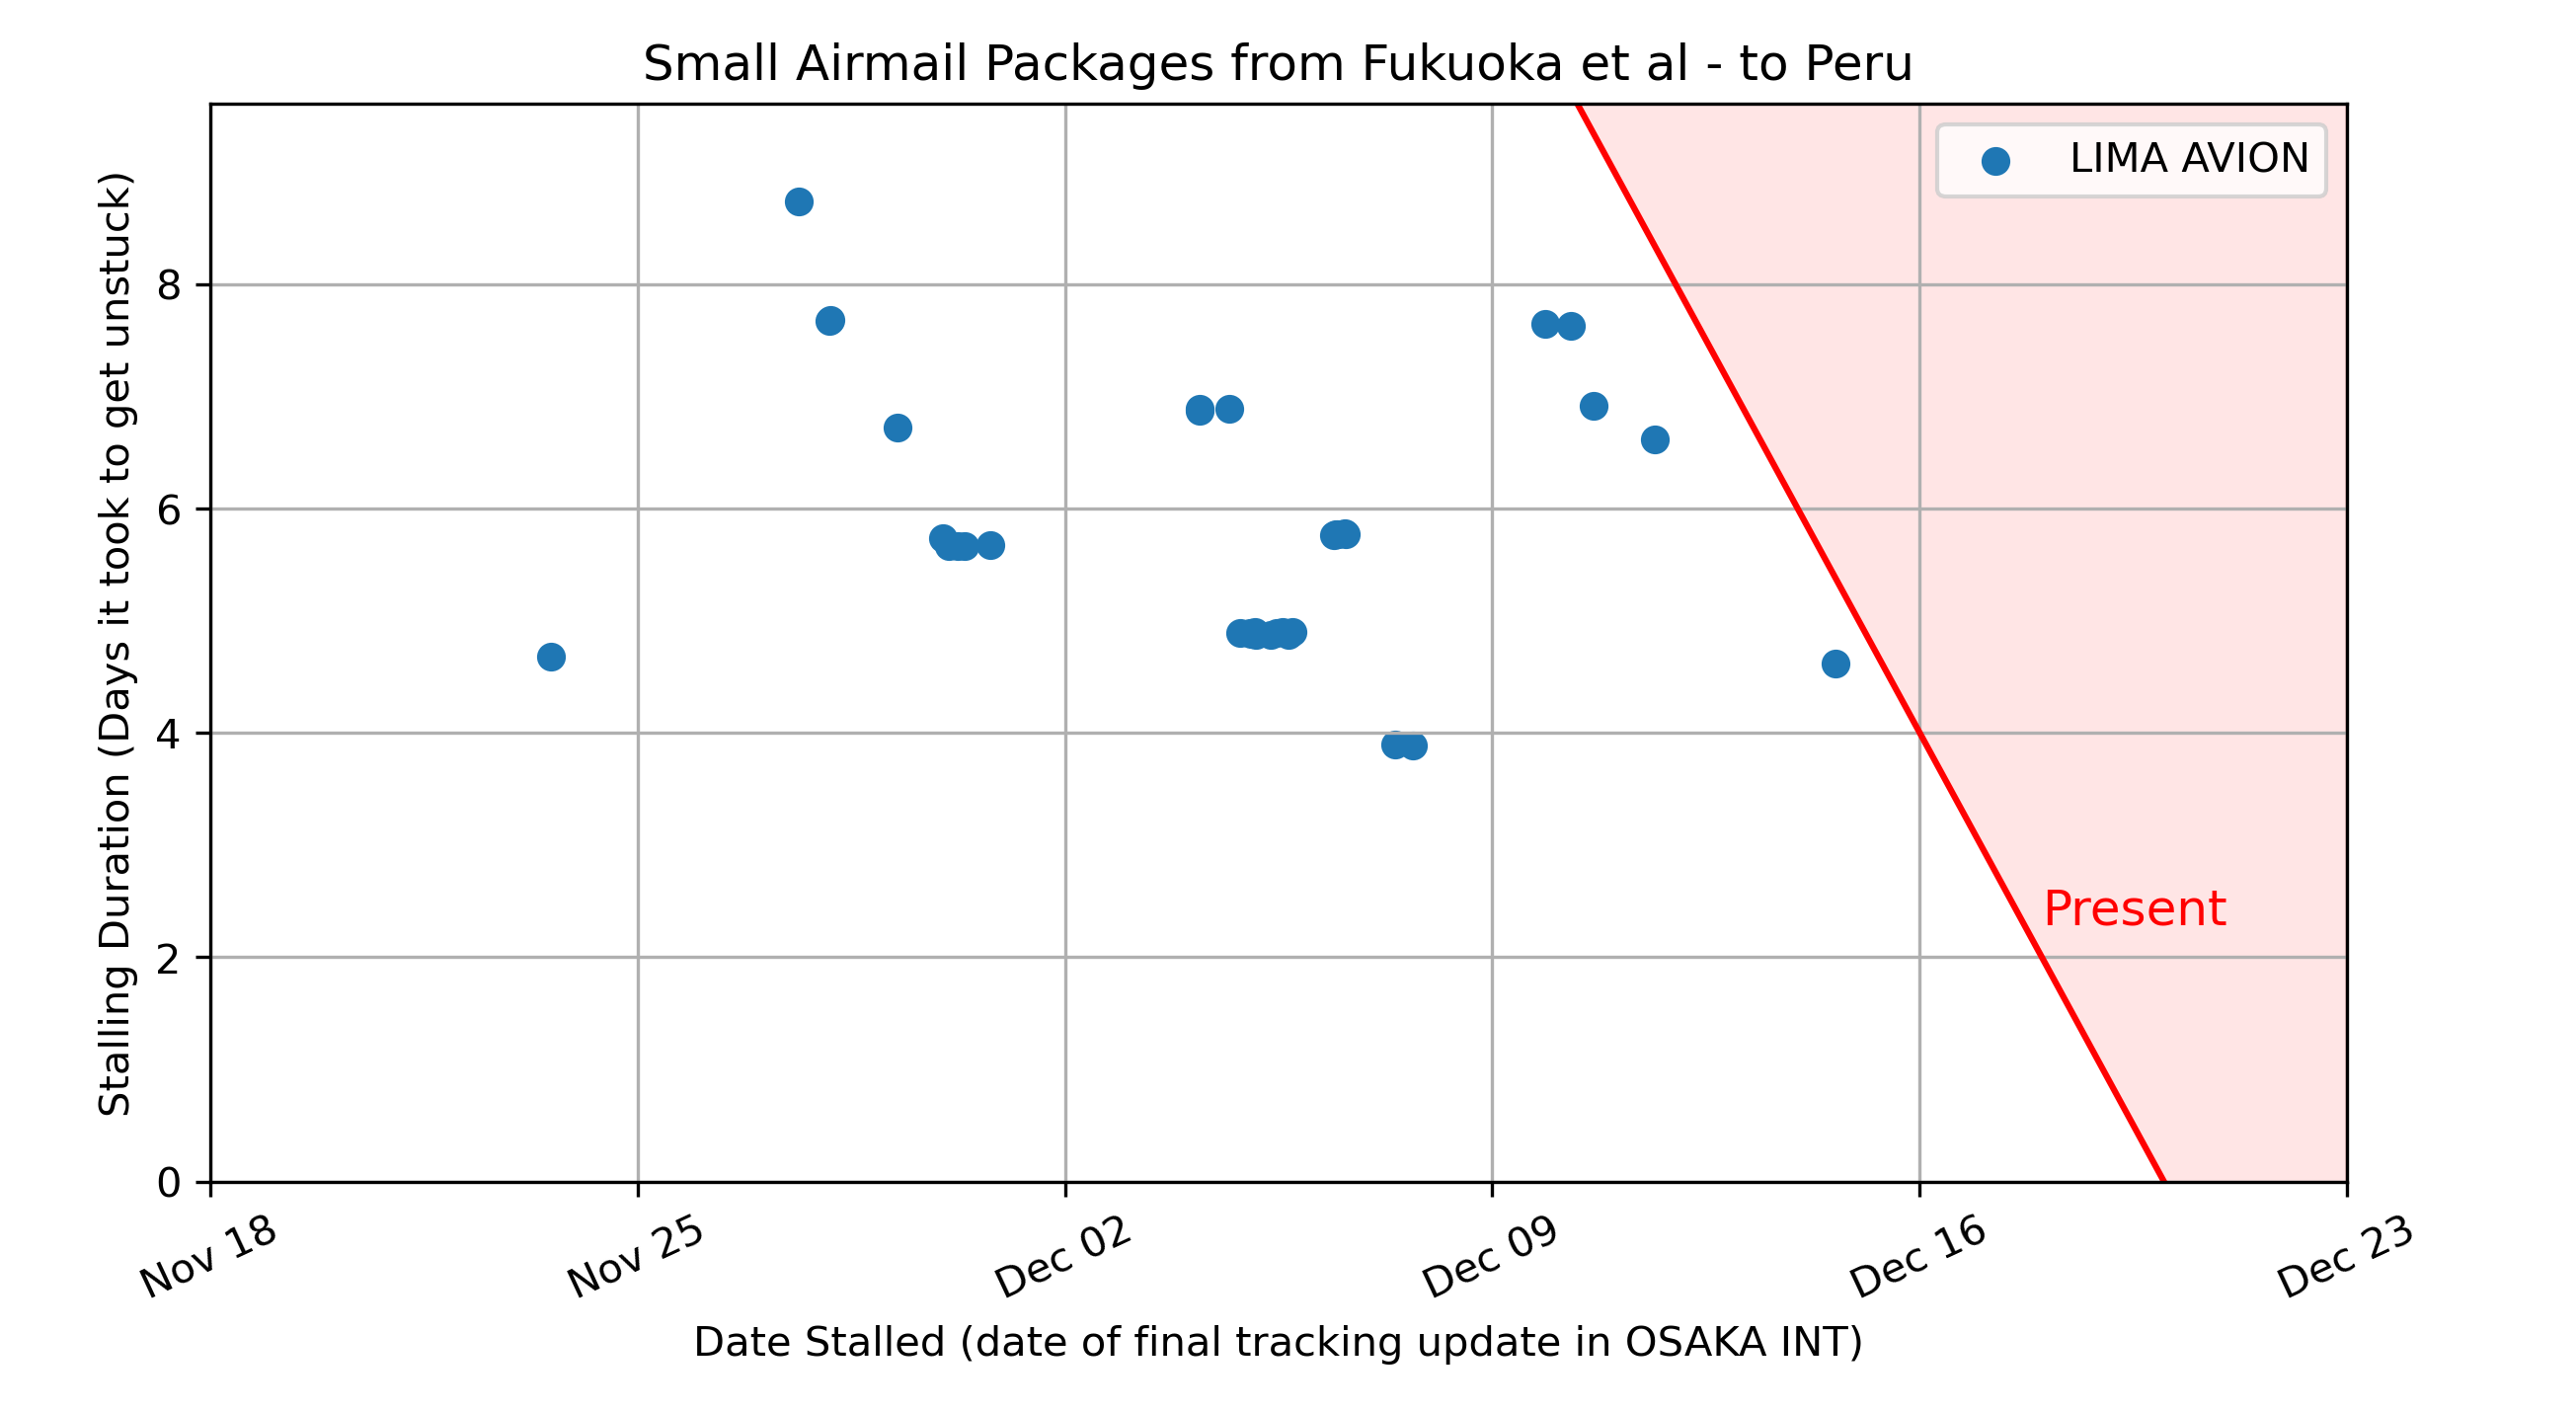 Small Airmail Packages from Fukuoka et al - to Peru
LIMA AVION
Stalling Duration (Days it took to get unstuck)
8
6
4
2
0
Present
Nov 18
Nov 25
Dec 02
Dec 09
Dec 16
Dec 23
Date Stalled (date of final tracking update in OSAKA INT)